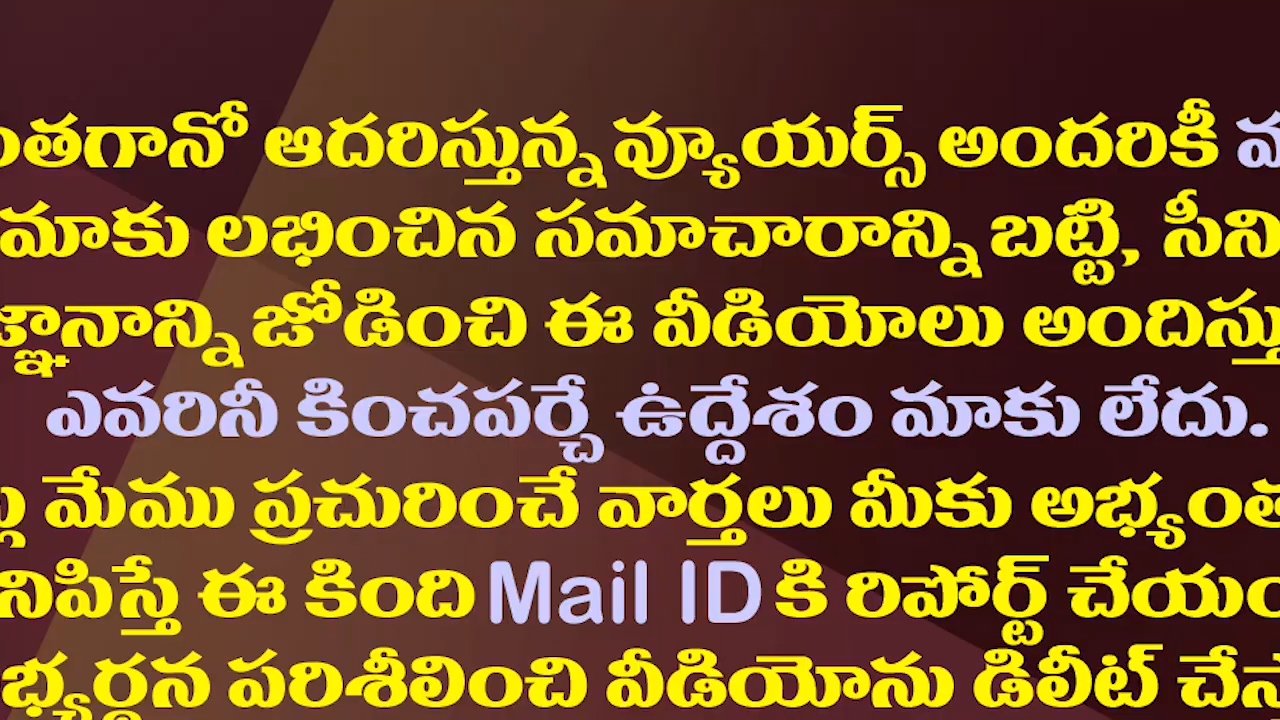 ఆదరిస్తున్న వ్యూయర్స్ అందరికీ
మాకు లభించిన సమాచారాన్ని బట్టి,
జోడించి ఈ వీడియోలు
ఎవరినీ కించపర్చే ఉద్దేశం మాకు లేదు.
మేము ప్రచురించే వార్తలు మీకు
ఈ కింది Mail ID కి రిపోర్ట్
పరిశీలించి వీడియోను డిలీట్